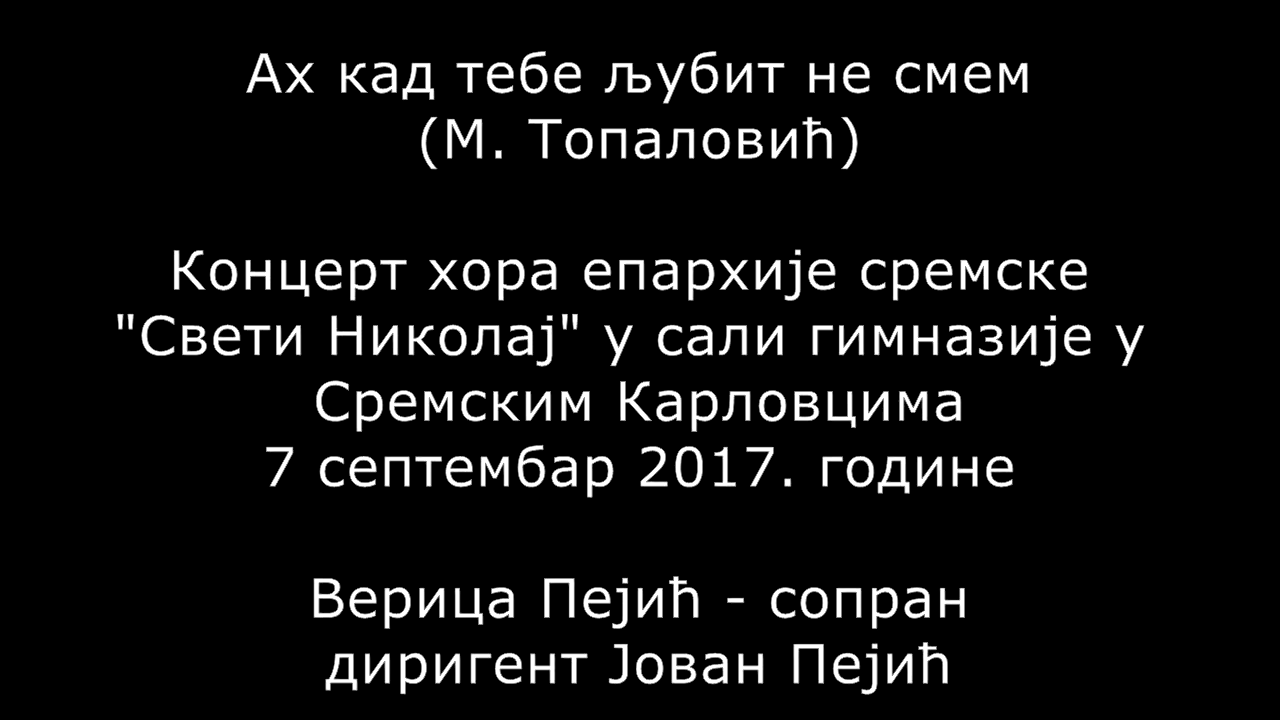 Ах кад тебе љубит не смем
(М. Топаловић)
Концерт хора епархије сремске
"Свети Николај" у сали гимназије у
Сремским Карловцима
7 септембар 2017. године
Верица Пејић - сопран
диригент Јован Пејић